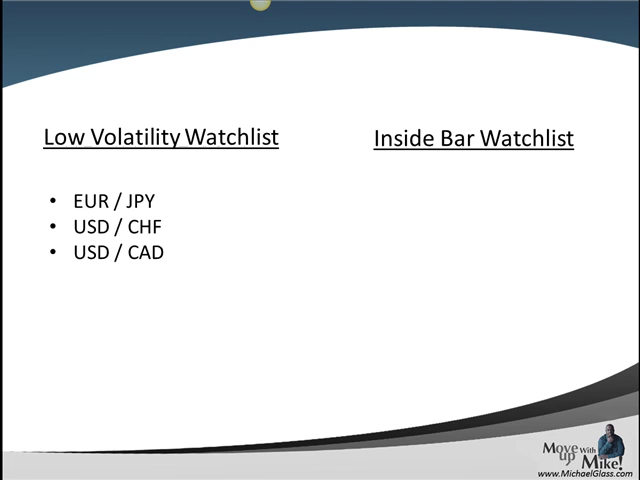 Low Volatility Watchlist
Inside Bar Watchlist
• EUR / JPY
• USD / CHF
• USD / CAD
Move up With Mike!
www.MichaelGlass.com